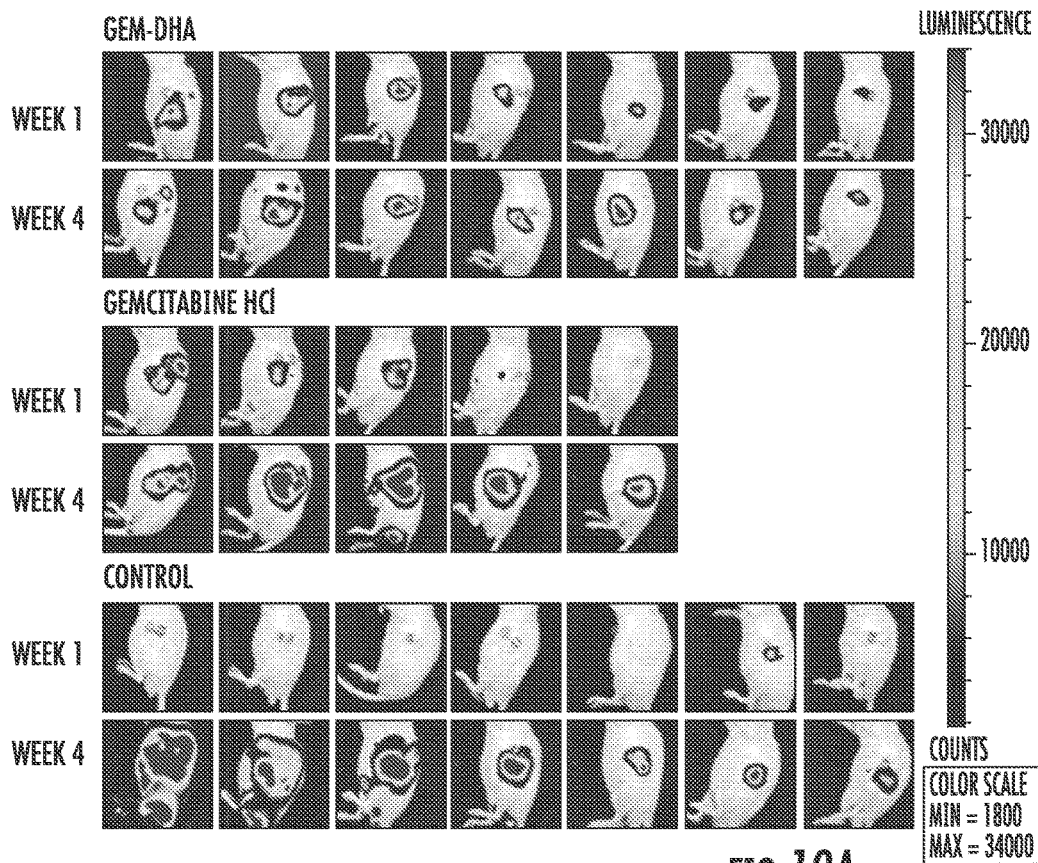 GEM-DHA
LUMINESCENCE
WEEK 1
30000
WEEK 4
GEMCITABINE HCl
20000
WEEK 1
WEEK 4
10000
CONTROL
WEEK 1
WEEK 4
COUNTS
COLOR SCALE
MIN = 1800
MAX = 34000